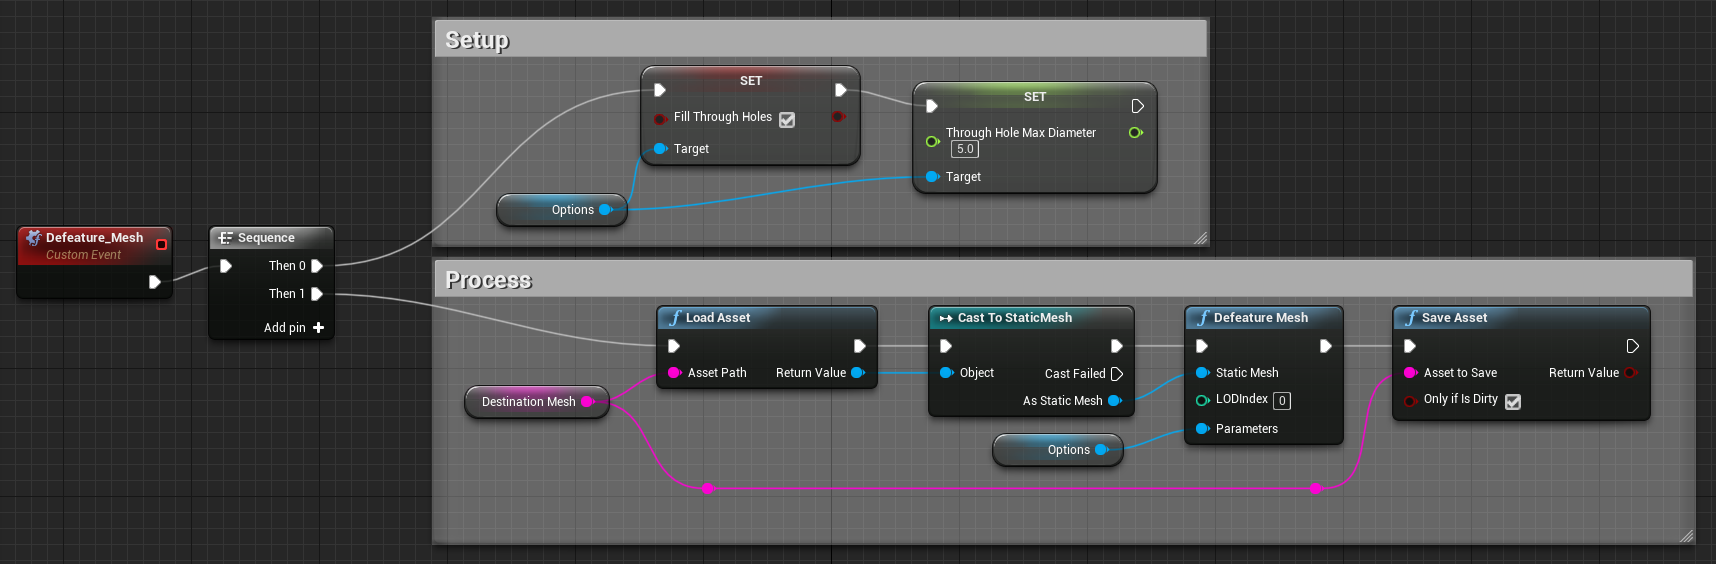 Setup
SET
Fill Through Holes
Target
SET
Through Hole Max Diameter
5.0
Target
Options
Defeature_Mesh
Custom Event
Sequence
Then 0
Then 1
Add pin
Process
Load Asset
Asset Path
Return Value
Cast To StaticMesh
Object
Cast Failed
As Static Mesh
Defeature Mesh
Static Mesh
LODIndex 0
Parameters
Save Asset
Asset to Save
Return Value
Only if Is Dirty
Destination Mesh
Options